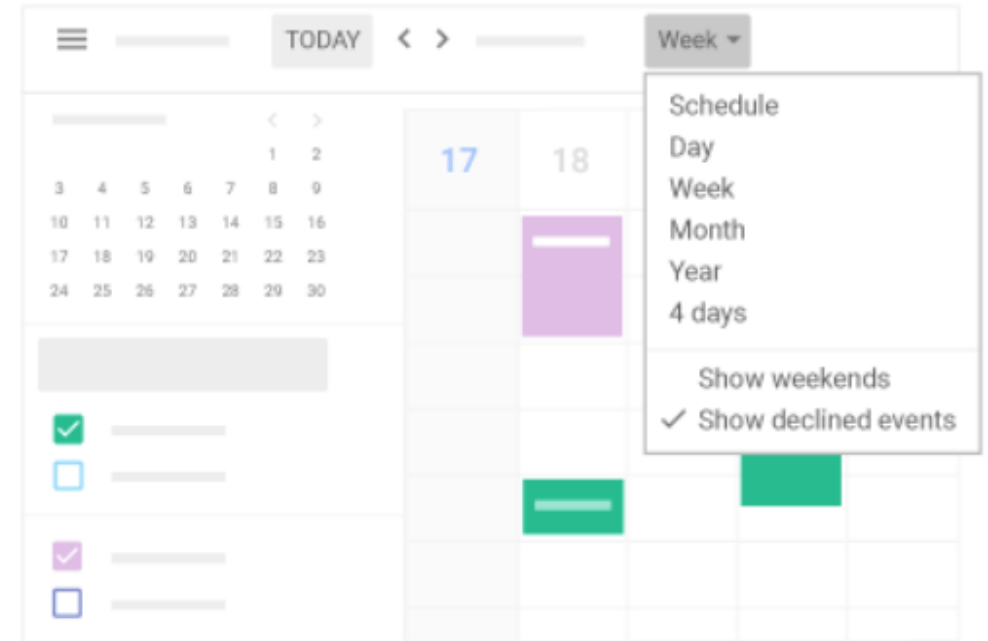 TODAY
Week
1 2
3 4 5 6 7 8 9
10 11 12 13 14 15 16
17 18 19 20 21 22 23
24 25 26 27 28 29 30
17 18
Schedule
Day
Week
Month
Year
4 days
Show weekends
Show declined events